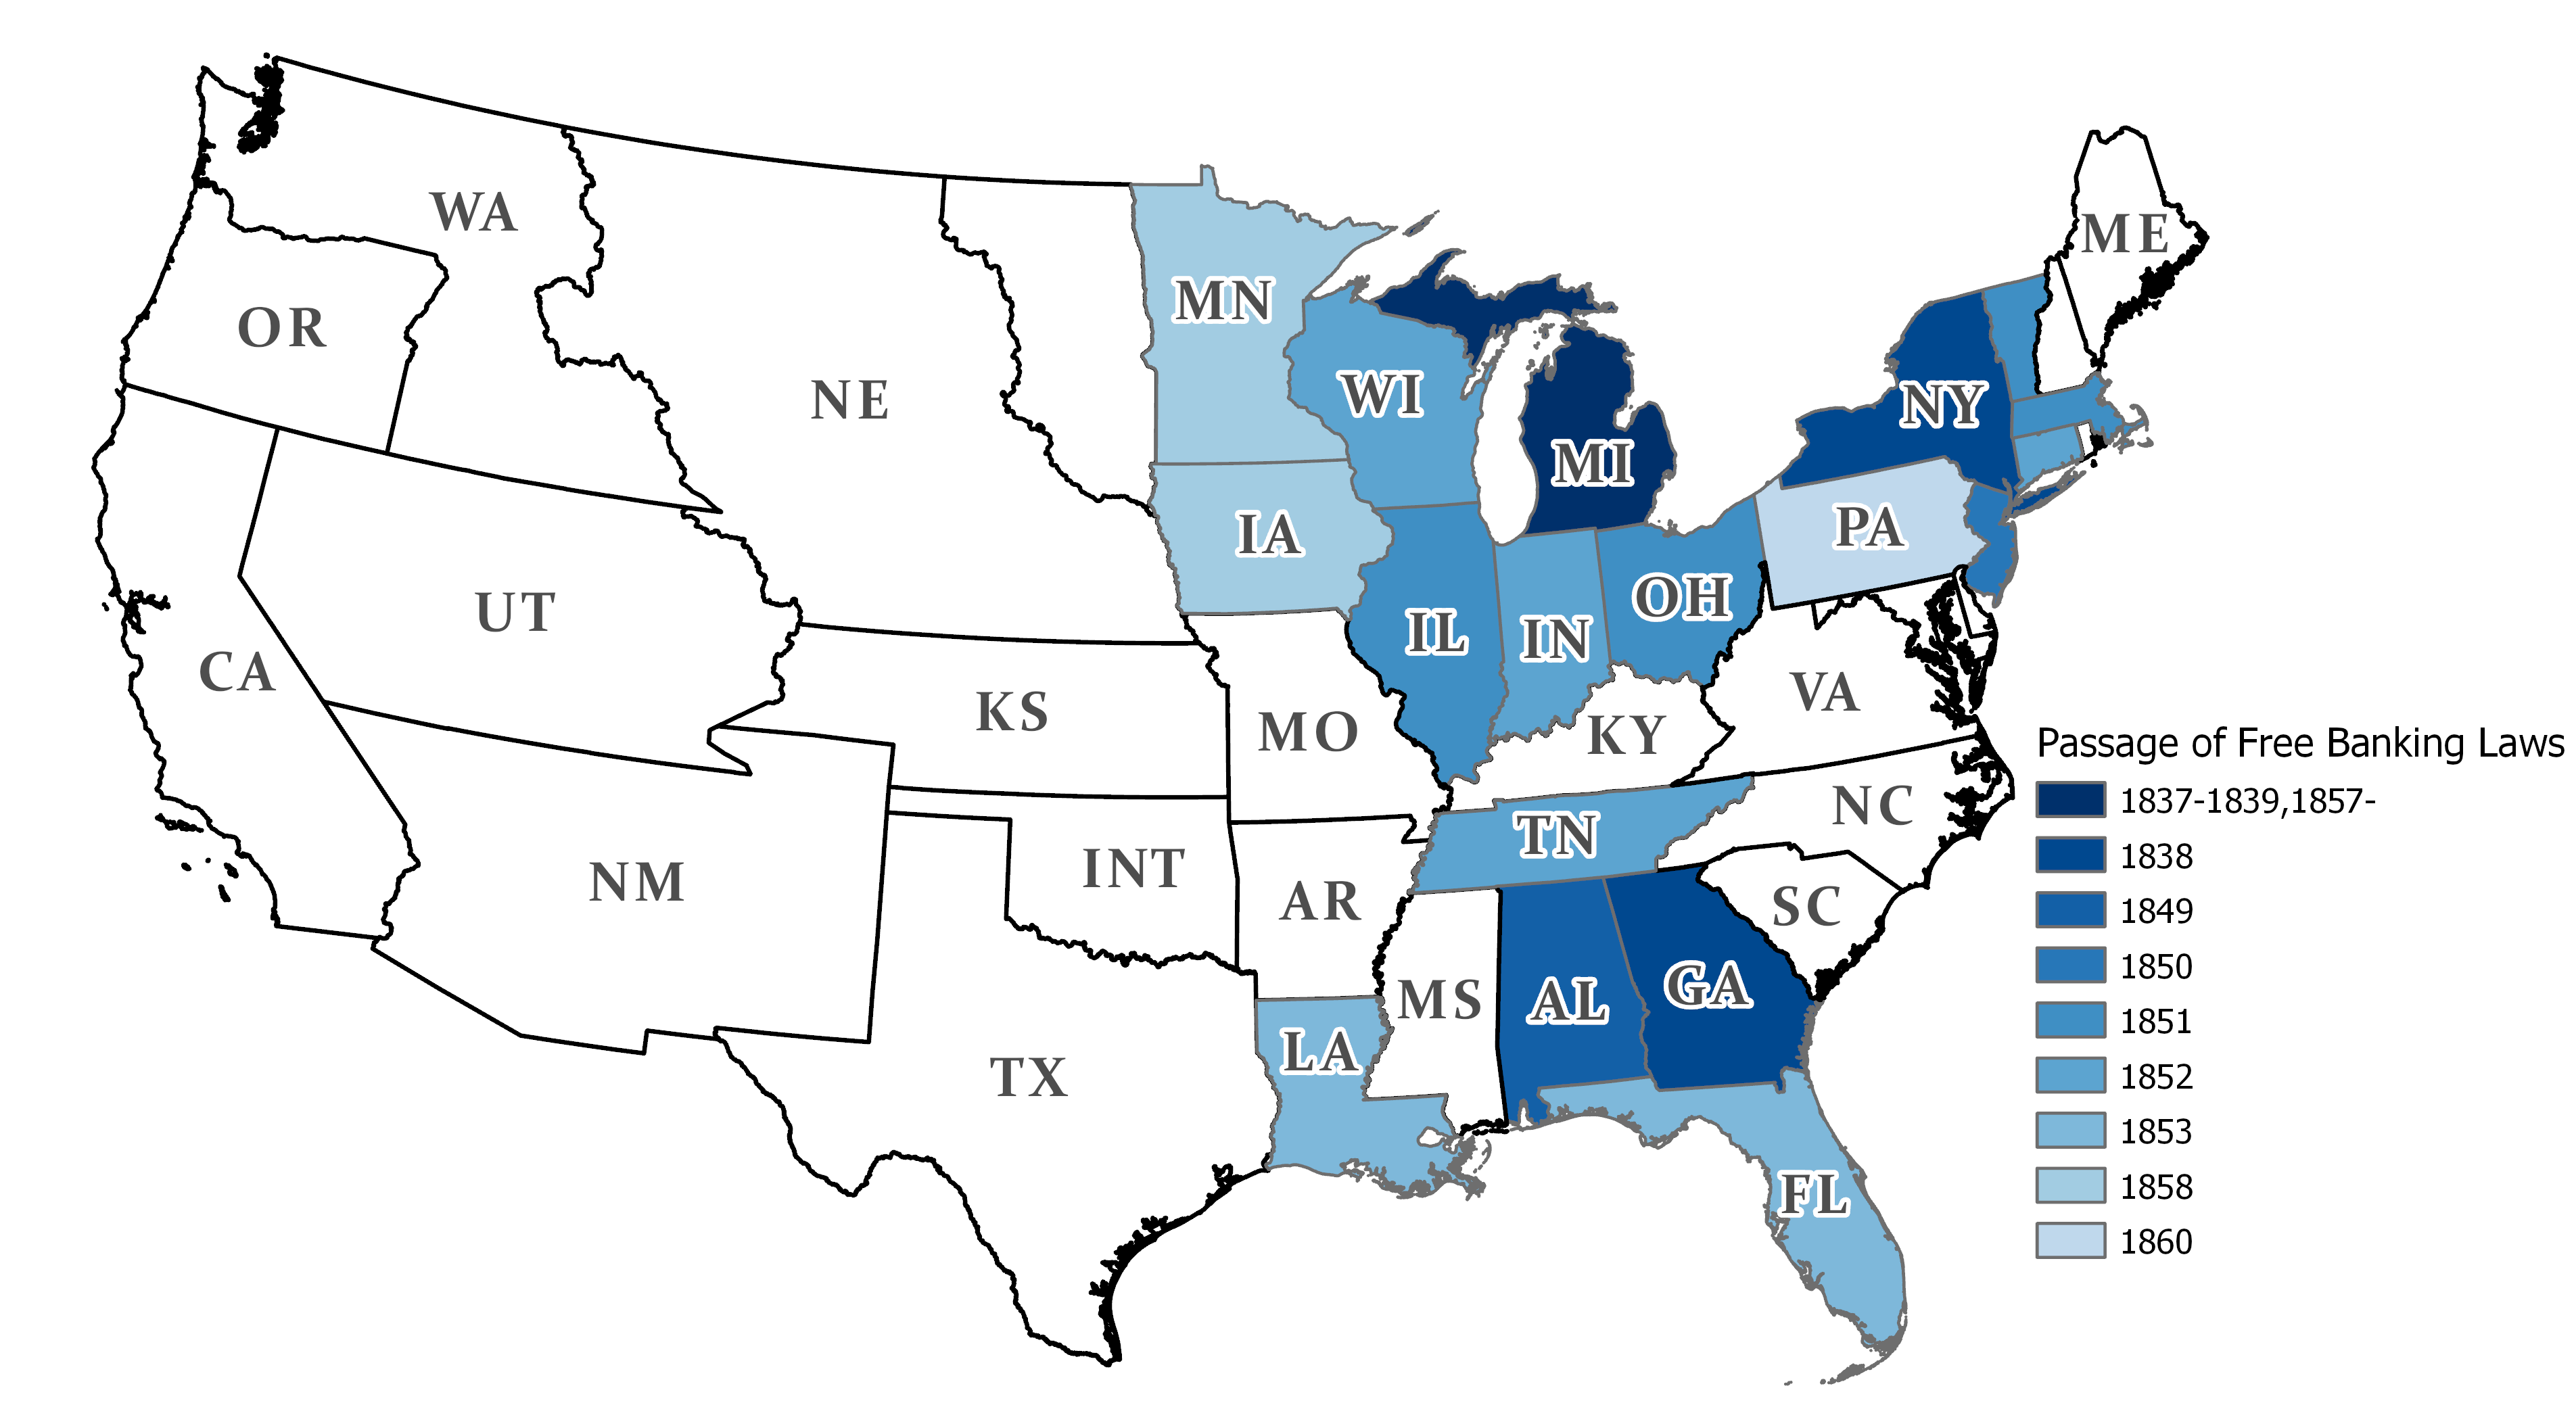 WA
ME
OR
MN
NE
WI
NY
MI
PA
IA
UT
OH
IL
IN
CA
VA
KS
MO
KY
NC
TN
NM
INT
AR
SC
MS
AL
GA
LA
TX
FL
Passage of Free Banking Laws
1837-1839,1857-
1838
1849
1850
1851
1852
1853
1858
1860